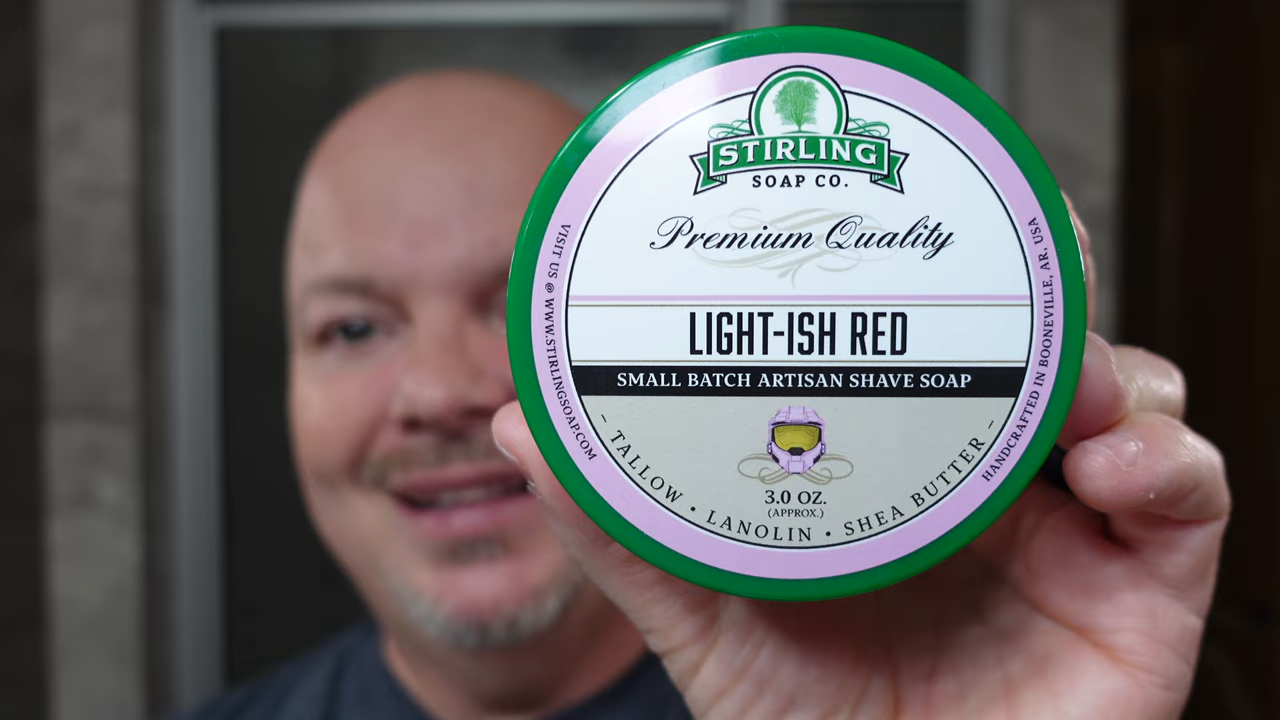 STIRLING
SOAP CO.
Premium Quality
LIGHT-ISH RED
SMALL BATCH ARTISAN SHAVE SOAP
3.0 OZ.
(APPROX.)
- TALLOW • LANOLIN • SHEA BUTTER -
VISIT US @ WWW.STIRLINGSOAP.COM
HANDCRAFTED IN BOONEVILLE, AR, USA